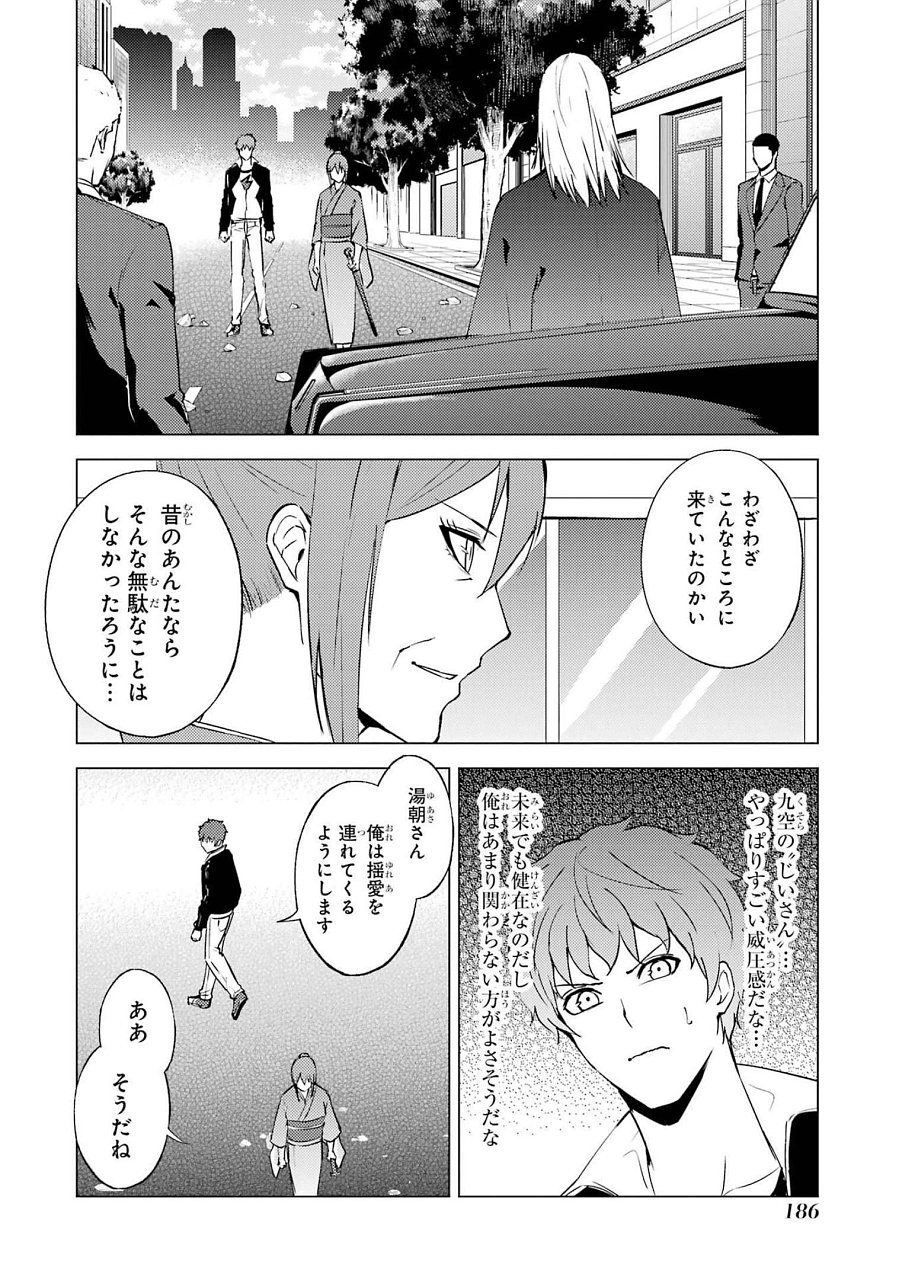 わざわざ
こんなところに
来ていたのかい
昔のあんたなら
そんな無駄なことは
しなかったろうに…
九空の〝じいさん〟…
やっぱりすごい威圧感だな…
未来でも健在なのだし
俺はあまり関わらない方がよさそうだな
湯朝さん
俺は揺愛を
連れてくる
ようにします
ああ そうだね
186